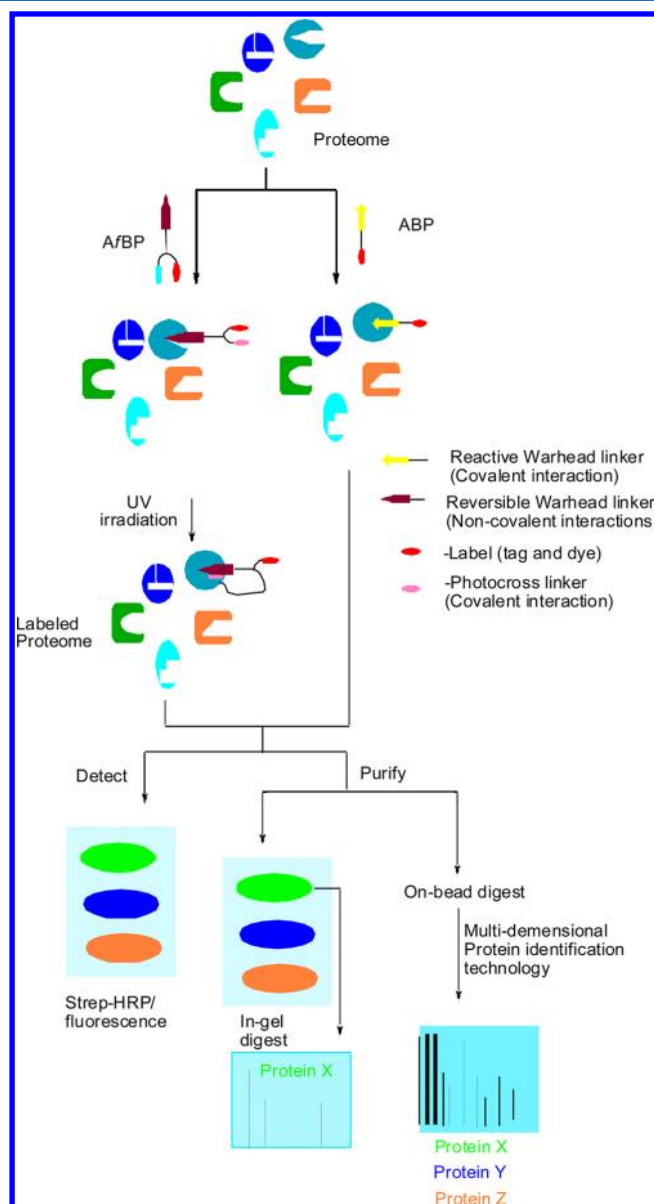 Proteome
AfBP
ABP
Reactive Warhead linker
(Covalent interaction)
UV
irradiation
Reversible Warhead linker
(Non-covalent interactions
-Label (tag and dye)
-Photocross linker
(Covalent interaction)
Labeled
Proteome
Detect
Purify
On-bead digest
Multi-demensional
Protein identification
technology
Strep-HRP/
fluorescence
In-gel
digest
Protein X
Protein X
Protein Y
Protein Z